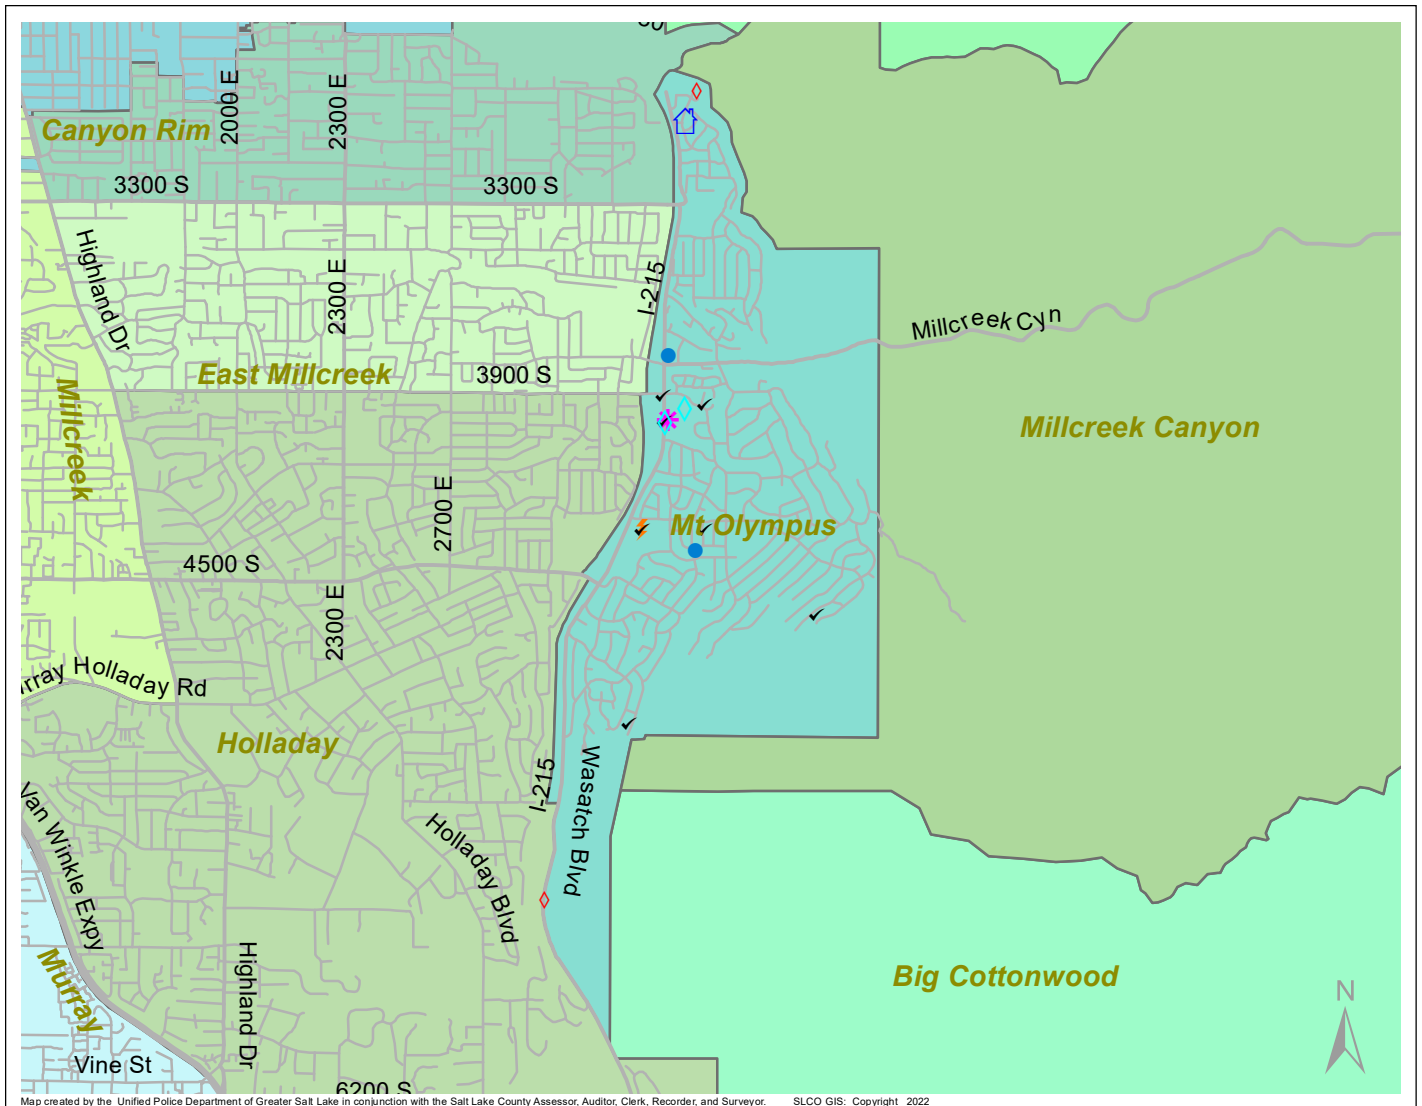 2000 E
2300 E
Canyon Rim
3300 S
3300 S
Highland Dr
2300 E
I-215
Millcreek Cyn
East Millcreek
3900 S
Millcreek
Millcreek Canyon
2700 E
Mt Olympus
4500 S
2300 E
rray Holladay Rd
Holladay
I-215
Wasatch Blvd
Van Winkle Expy
Holladay Blvd
Murray
Highland Dr
Big Cottonwood
N
Vine St
6200 S
Map created by the Unified Police Department of Greater Salt Lake in conjunction with the Salt Lake County Assessor, Auditor, Clerk, Recorder, and Surveyor. SLCO GIS: Copyright 2022